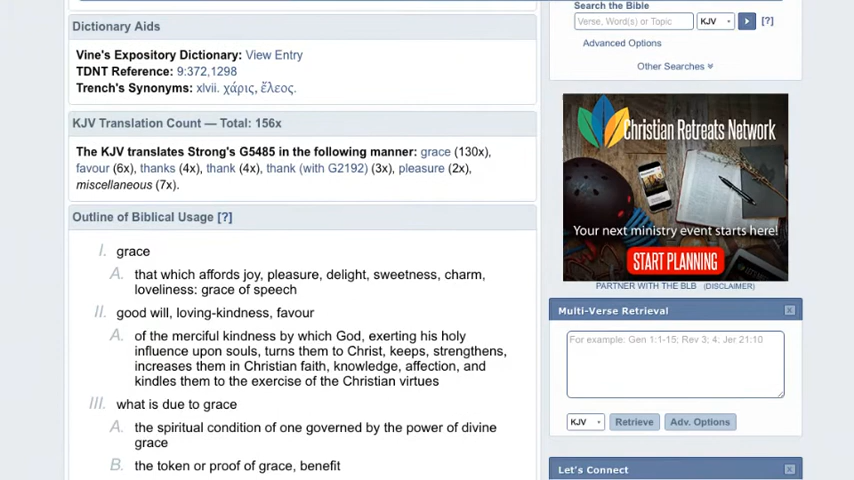 Dictionary Aids
Vine's Expository Dictionary: View Entry
TDNT Reference: 9:372,1298
Trench's Synonyms: xlvii. χάρις, ἔλεος.
KJV Translation Count — Total: 156x
The KJV translates Strong's G5485 in the following manner: grace (130x),
favour (6x), thanks (4x), thank (4x), thank (with G2192) (3x), pleasure (2x),
miscellaneous (7x).
Outline of Biblical Usage [?]
I. grace
A. that which affords joy, pleasure, delight, sweetness, charm,
loveliness: grace of speech
II. good will, loving-kindness, favour
A. of the merciful kindness by which God, exerting his holy
influence upon souls, turns them to Christ, keeps, strengthens,
increases them in Christian faith, knowledge, affection, and
kindles them to the exercise of the Christian virtues
III. what is due to grace
A. the spiritual condition of one governed by the power of divine
grace
B. the token or proof of grace, benefit
Search the Bible
Verse, Word(s) or Topic KJV [?]
Advanced Options
Other Searches
Christian Retreats Network
Your next ministry event starts here!
START PLANNING
PARTNER WITH THE BLB (DISCLAIMER)
Multi-Verse Retrieval x
For example: Gen 1:1-15; Rev 3; 4; Jer 21:10
KJV Retrieve Adv. Options
Let's Connect x